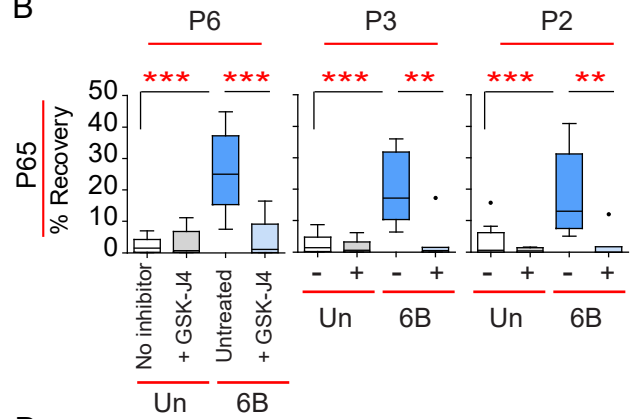 B
P6 P3 P2
*** *** *** ** *** **
P65
% Recovery
50
40
30
20
10
0
No inhibitor
+ GSK-J4
Untreated
+ GSK-J4
- + - + - + - +
Un 6B Un 6B
Un 6B